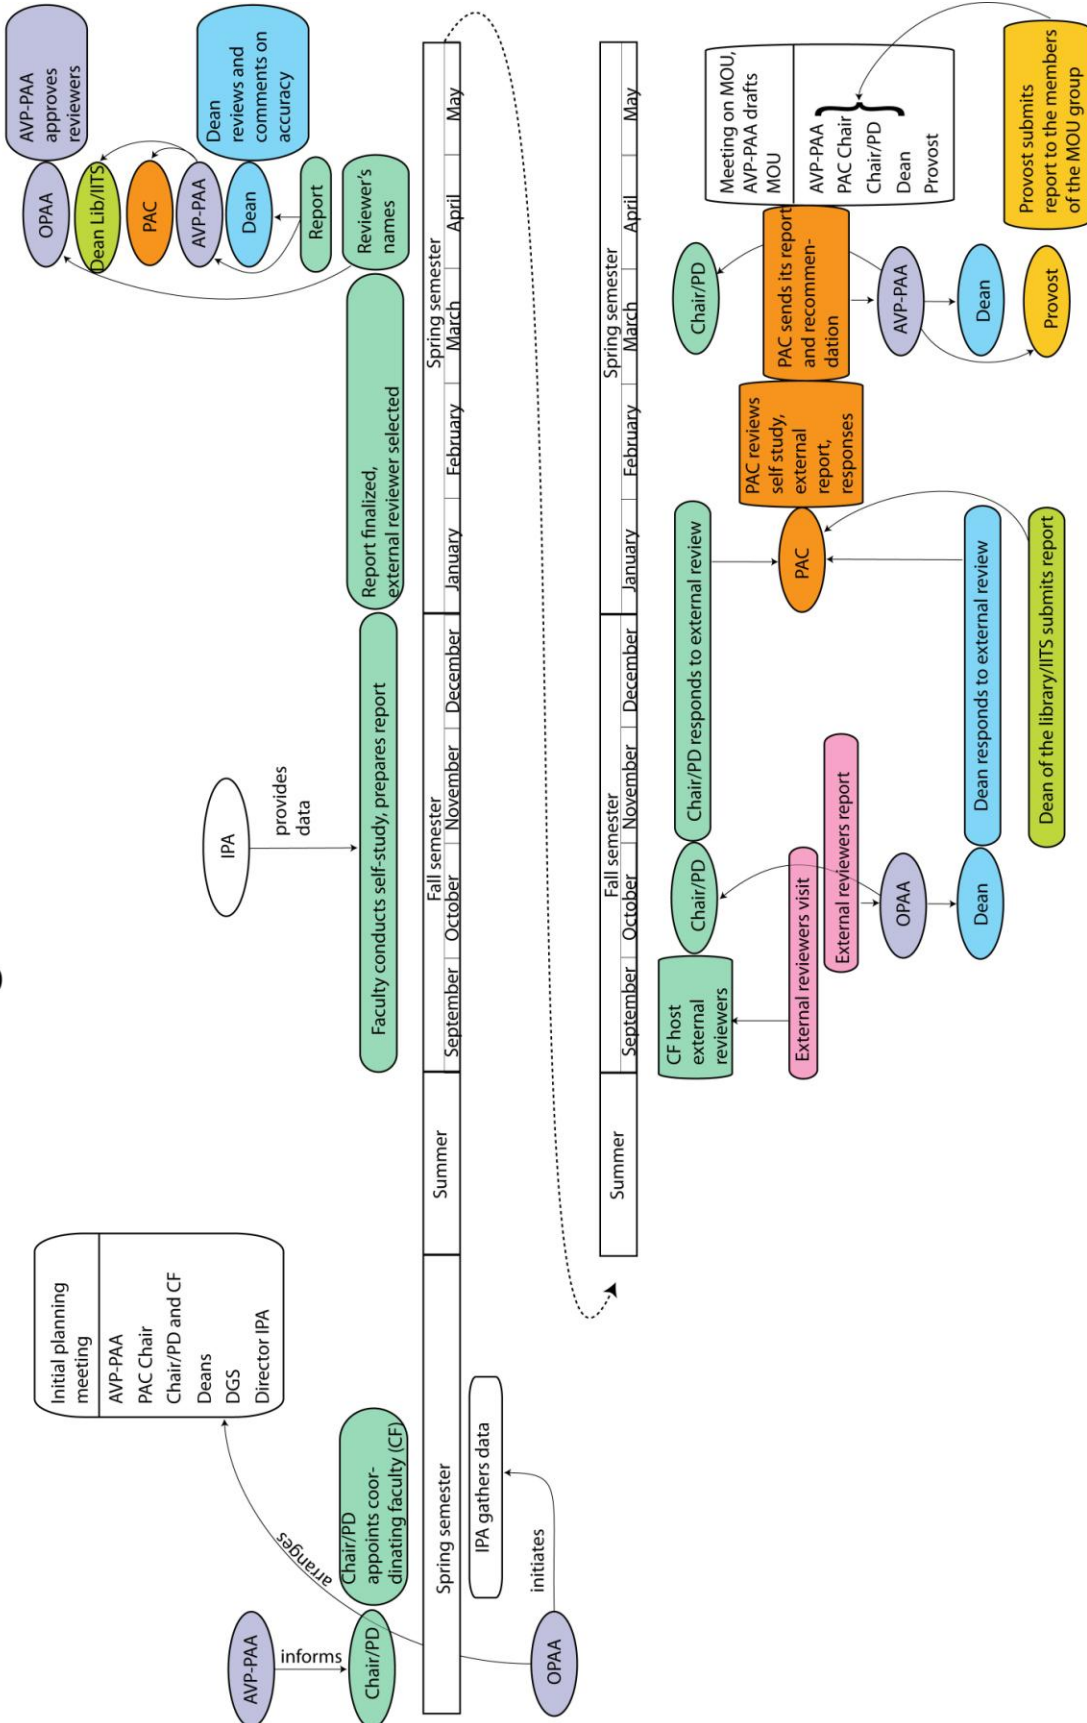 AVP-PAA
informs
Chair/PD
Chair/PD
appoints coor-
dinating faculty (CF)
arranges
Initial planning
meeting
AVP-PAA
PAC Chair
Chair/PD and CF
Deans
DGS
Director IPA
IPA
provides
data
Faculty conducts self-study, prepares report
Report finalized,
external reviewer selected
OPAA
AVP-PAA
approves
reviewers
Dean Lib/IITS
PAC
AVP-PAA
Dean
Dean
reviews and
comments on
accuracy
Report
Reviewer's
names
Spring semester
Summer
Fall semester
September
October
November
December
Spring semester
January
February
March
April
May
IPA gathers data
initiates
OPAA
Summer
Fall semester
September
October
November
December
Spring semester
January
February
March
April
May
CF host
external
reviewers
Chair/PD
Chair/PD responds to external review
External reviewers visit
External reviewers report
OPAA
Dean
Dean responds to external review
Dean of the library/IITS submits report
PAC
PAC reviews
self study,
external
report,
responses
PAC sends its report
and recommen-
dation
Chair/PD
AVP-PAA
Dean
Provost
Meeting on MOU,
AVP-PAA drafts
MOU
AVP-PAA
PAC Chair
Chair/PD
Dean
Provost
Provost submits
report to the members
of the MOU group